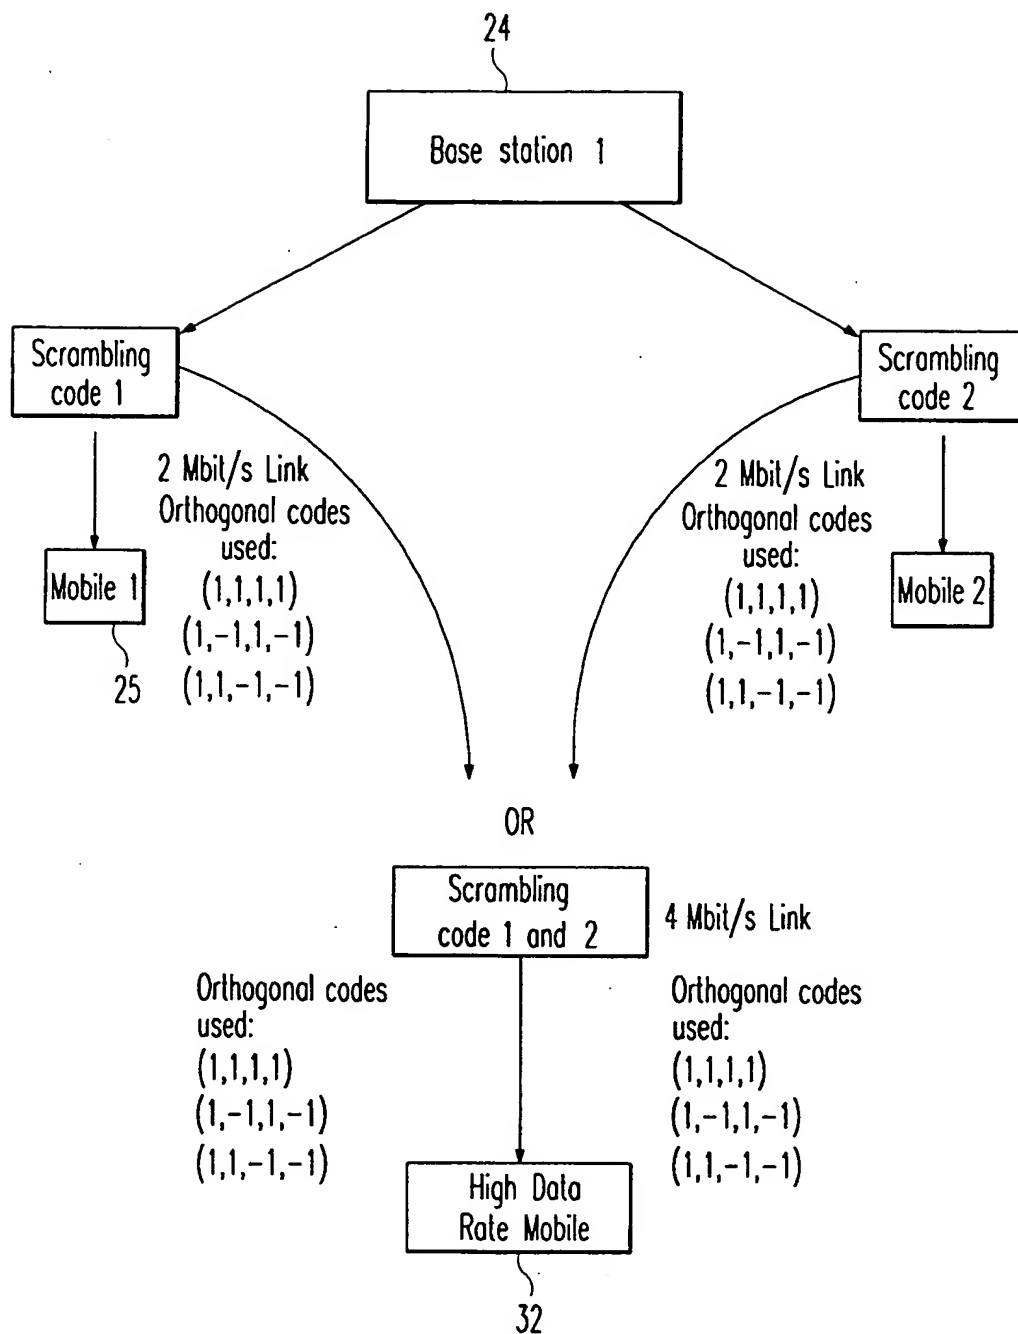 24
Base station 1
Scrambling
code 1
Scrambling
code 2
2 Mbit/s Link
Orthogonal codes
used:
(1,1,1,1)
(1,-1,1,-1)
(1,1,-1,-1)
2 Mbit/s Link
Orthogonal codes
used:
(1,1,1,1)
(1,-1,1,-1)
(1,1,-1,-1)
Mobile 1
25
Mobile 2
OR
Scrambling
code 1 and 2
4 Mbit/s Link
Orthogonal codes
used:
(1,1,1,1)
(1,-1,1,-1)
(1,1,-1,-1)
Orthogonal codes
used:
(1,1,1,1)
(1,-1,1,-1)
(1,1,-1,-1)
High Data
Rate Mobile
32